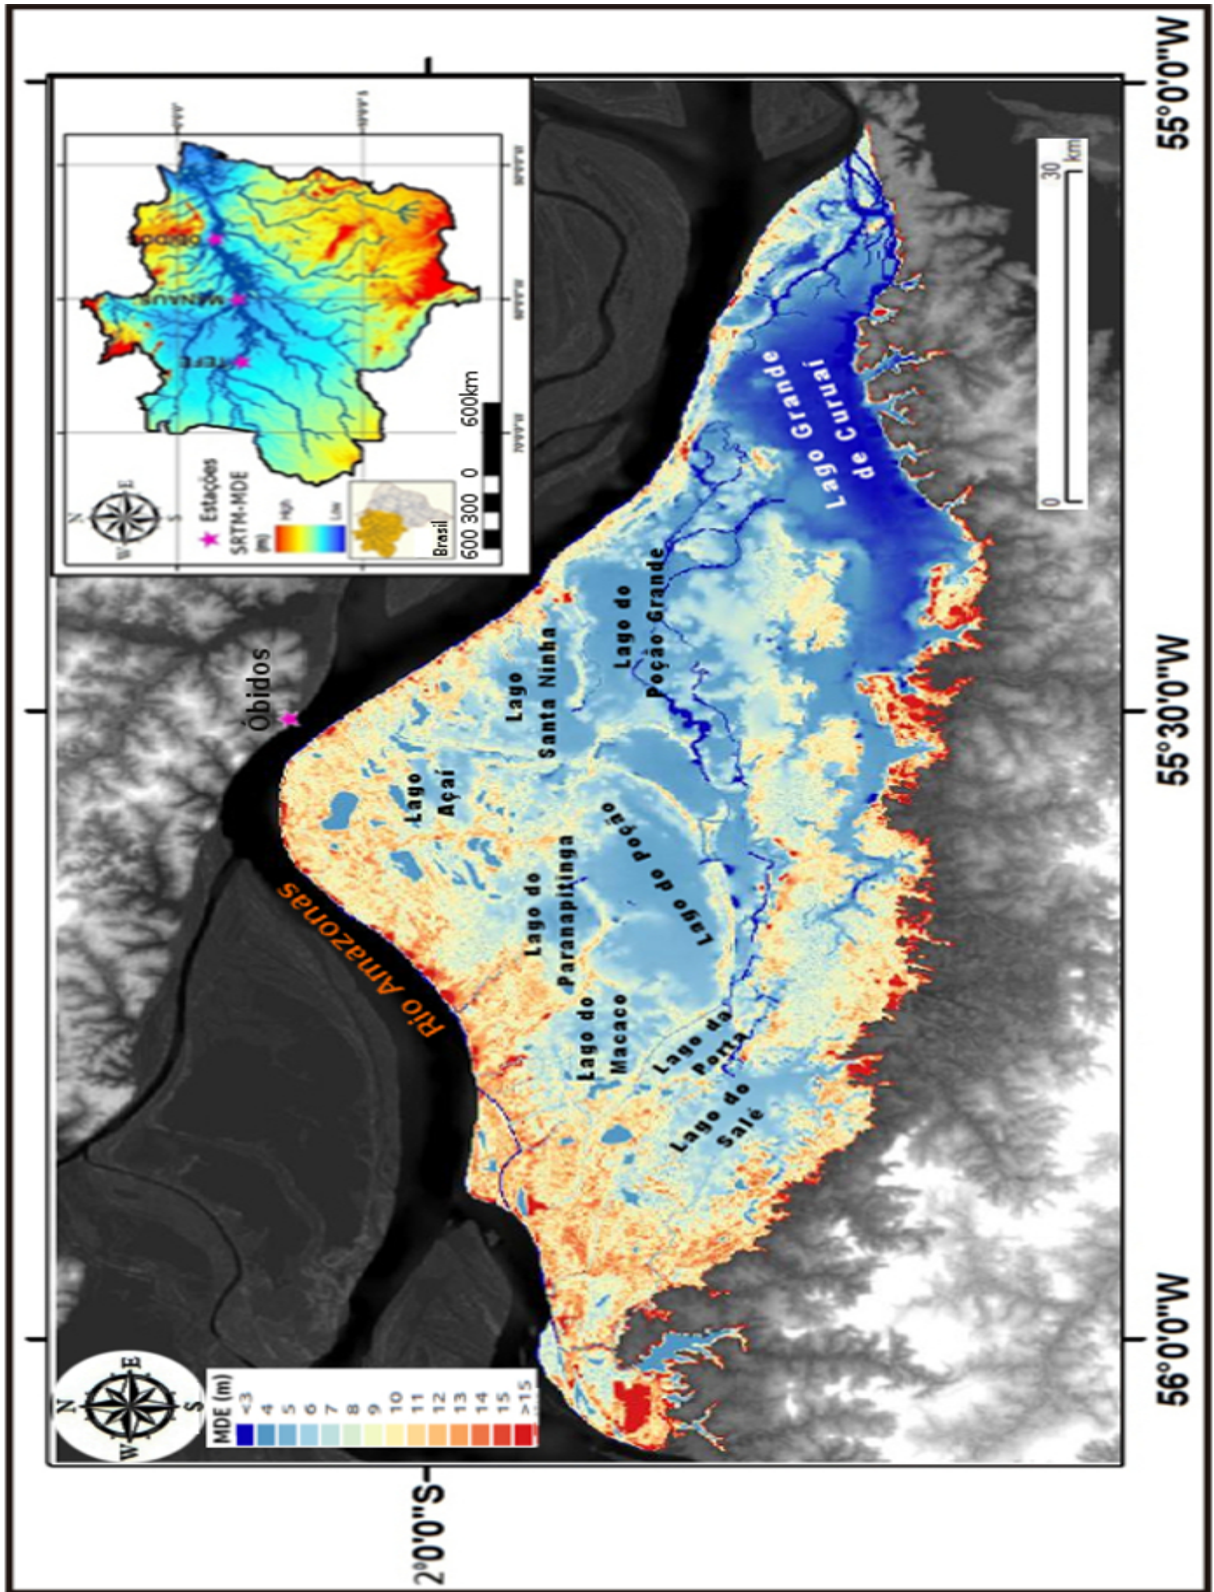 N
E
S
W
MDE (m)
<3
4
5
6
7
8
9
10
11
12
13
14
15
>15
Óbidos
Rio Amazonas
Lago
Açaí
Lago
Santa Ninha
Lago do
Poção Grande
Lago do
Paranapitinga
Lago do Poção
Lago do
Macaco
Lago da
Porta
Lago do
Salé
Lago Grande
de Curuaí
0 30
km
2°0'0"S
56°0'0"W
55°30'0"W
55°0'0"W
N
E
S
W
Estações
SRTM-MDE
(m)
High
Low
Brasil
600 300 0 600km
TEFE
MANAUS